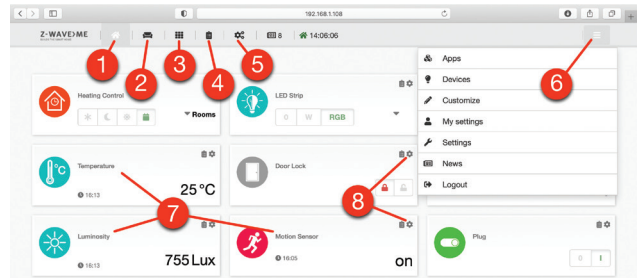 192.168.1.108
Z-WAVE>ME
8
14:06:06
1
2
3
4
5
6
Apps
Devices
Customize
My settings
Settings
News
Logout
Heating Control
Rooms
LED Strip
0 W RGB
Temperature
16:13
25 °C
Door Lock
7
8
Luminosity
16:13
755 Lux
Motion Sensor
16:05
on
Plug
0 I